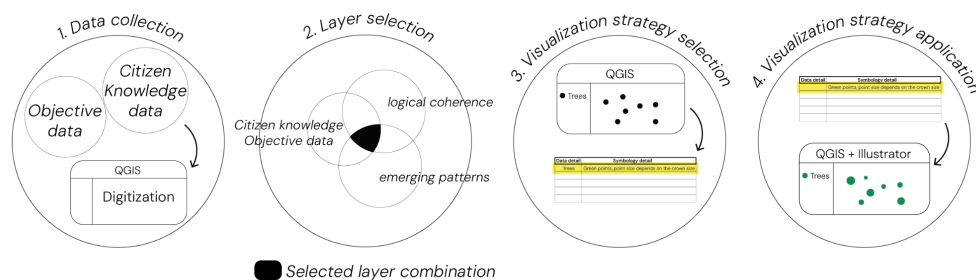 1. Data collection
Objective
data
Citizen
Knowledge
data
QGIS
Digitization
2. Layer selection
logical coherence
Citizen knowledge
Objective data
emerging patterns
Selected layer combination
3. Visualization strategy selection
QGIS
Trees
Data detail Symbology detail
Trees Green points, point size depends on the crown size
4. Visualization strategy application
Data detail Symbology detail
Green points, point size depends on the crown size
QGIS + Illustrator
Trees